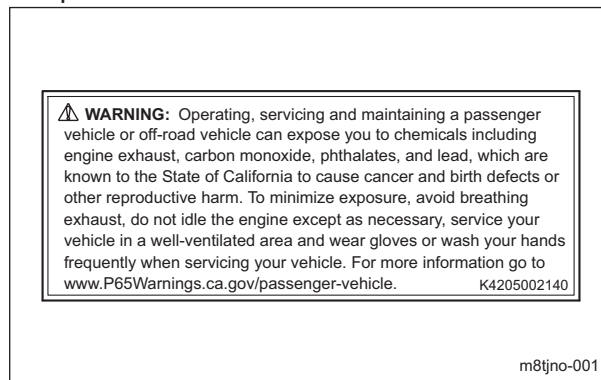 ⚠ WARNING: Operating, servicing and maintaining a passenger
vehicle or off-road vehicle can expose you to chemicals including
engine exhaust, carbon monoxide, phthalates, and lead, which are
known to the State of California to cause cancer and birth defects or
other reproductive harm. To minimize exposure, avoid breathing
exhaust, do not idle the engine except as necessary, service your
vehicle in a well-ventilated area and wear gloves or wash your hands
frequently when servicing your vehicle. For more information go to
www.P65Warnings.ca.gov/passenger-vehicle. K4205002140
m8tjno-001